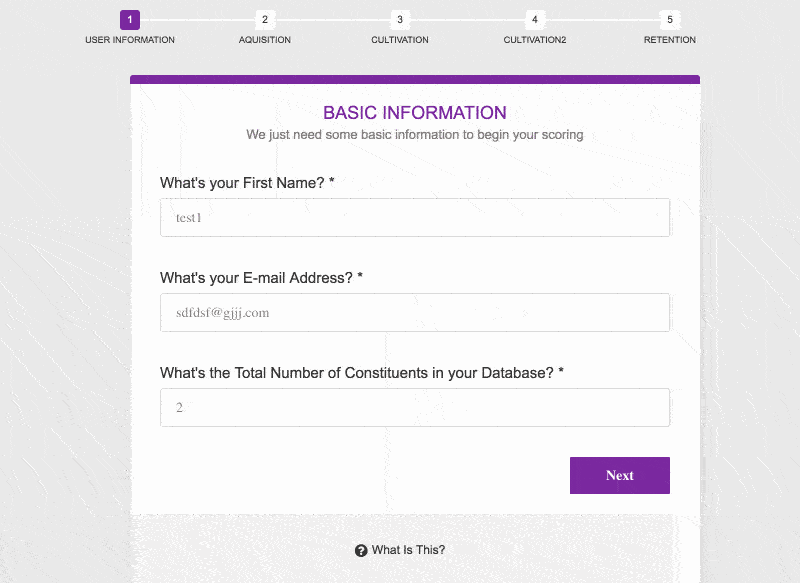 1 2 3 4 5
USER INFORMATION AQUISITION CULTIVATION CULTIVATION2 RETENTION
BASIC INFORMATION
We just need some basic information to begin your scoring
What's your First Name? *
test1
What's your E-mail Address? *
sdfdsf@gjjj.com
What's the Total Number of Constituents in your Database? *
2
Next
? What Is This?